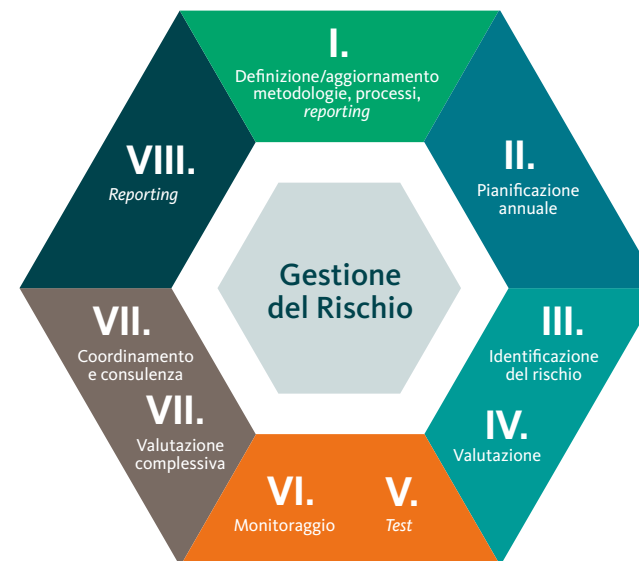 I.
Definizione/aggiornamento
metodologie, processi,
reporting
II.
Pianificazione
annuale
III.
Identificazione
del rischio
IV.
Valutazione
V.
Test
VI.
Monitoraggio
VII.
Valutazione
complessiva
VII.
Coordinamento
e consulenza
VIII.
Reporting
Gestione
del Rischio